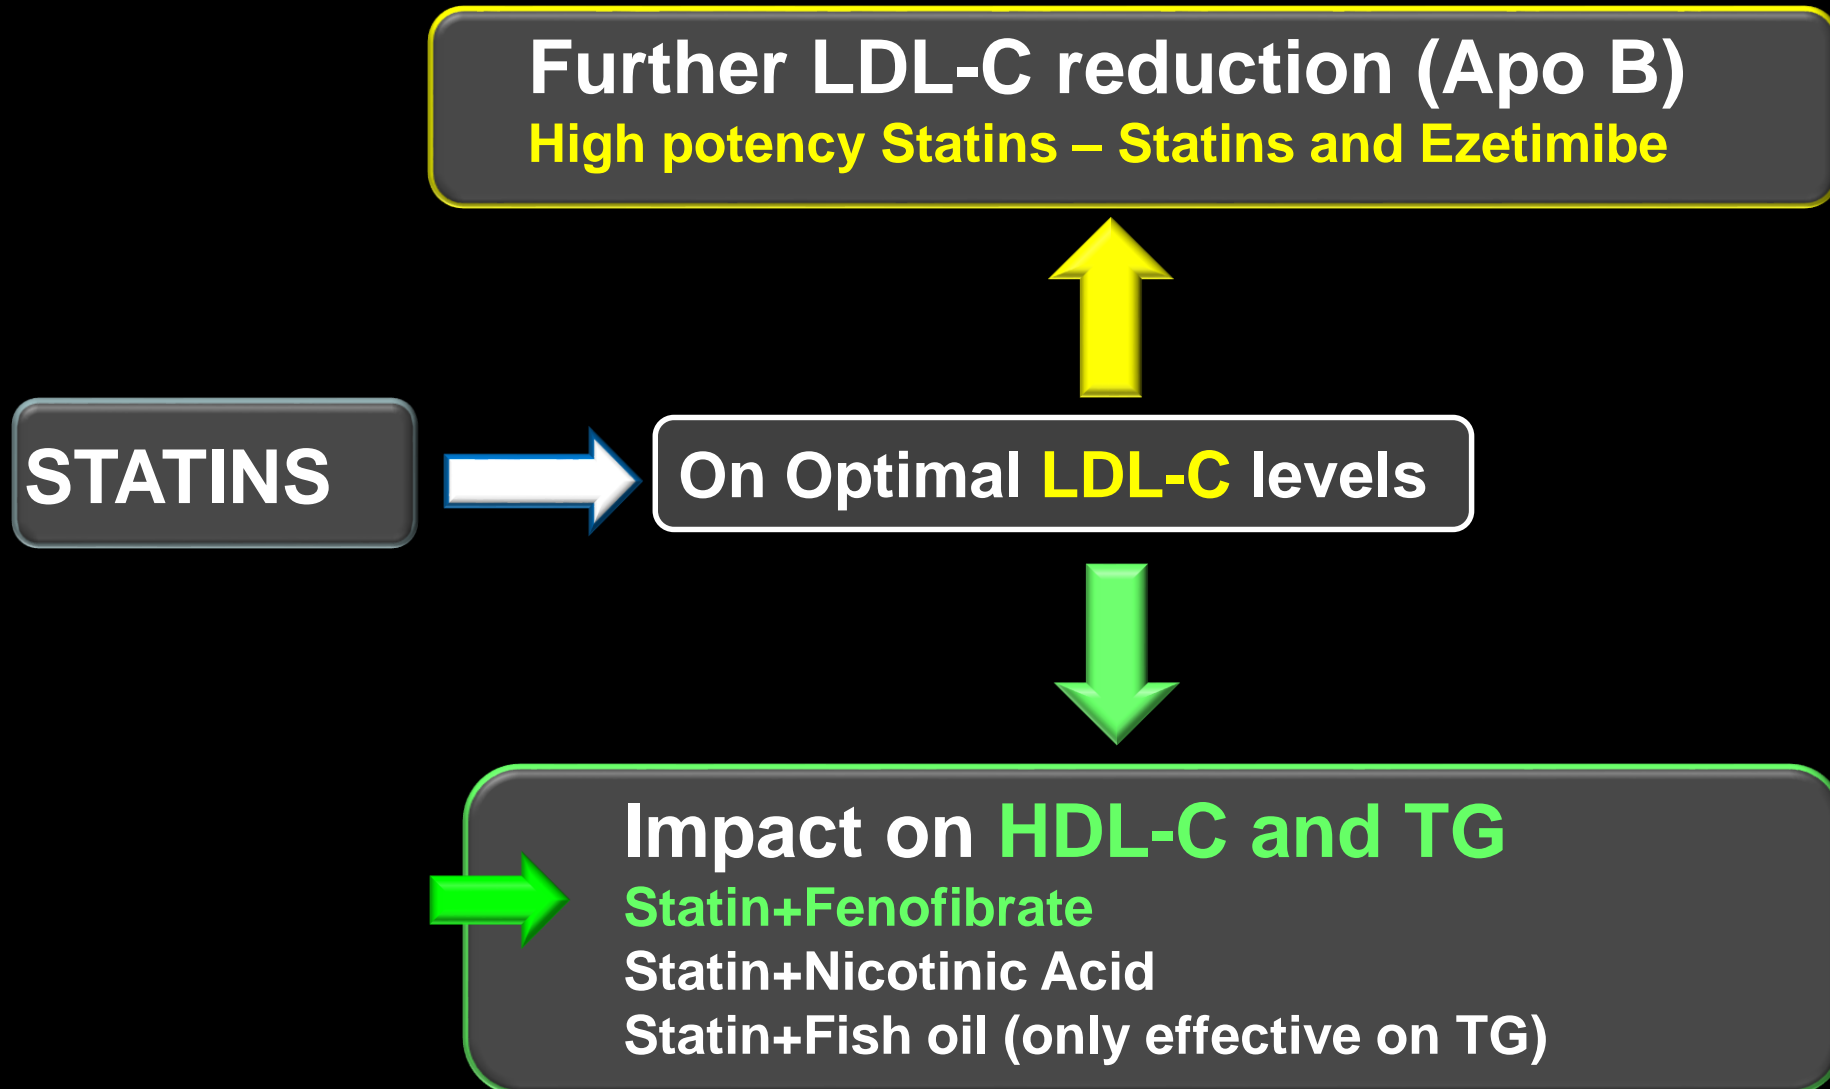 Further LDL-C reduction (Apo B)
High potency Statins – Statins and Ezetimibe
STATINS
On Optimal LDL-C levels
Impact on HDL-C and TG
Statin+Fenofibrate
Statin+Nicotinic Acid
Statin+Fish oil (only effective on TG)